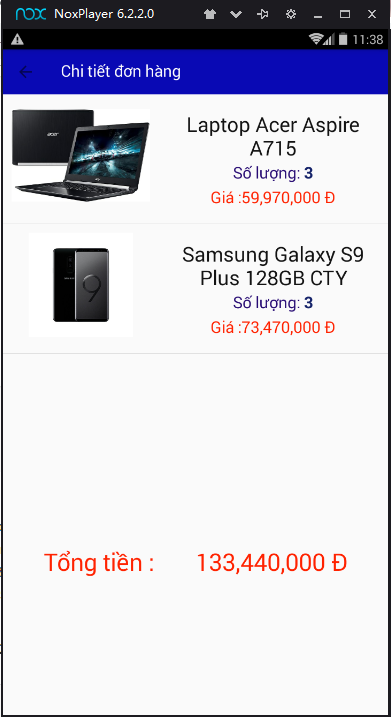 nox NoxPlayer 6.2.2.0
11:38
Chi tiết đơn hàng
Laptop Acer Aspire
A715
Số lượng: 3
Giá :59,970,000 Đ
Samsung Galaxy S9
Plus 128GB CTY
Số lượng: 3
Giá :73,470,000 Đ
Tổng tiền : 133,440,000 Đ